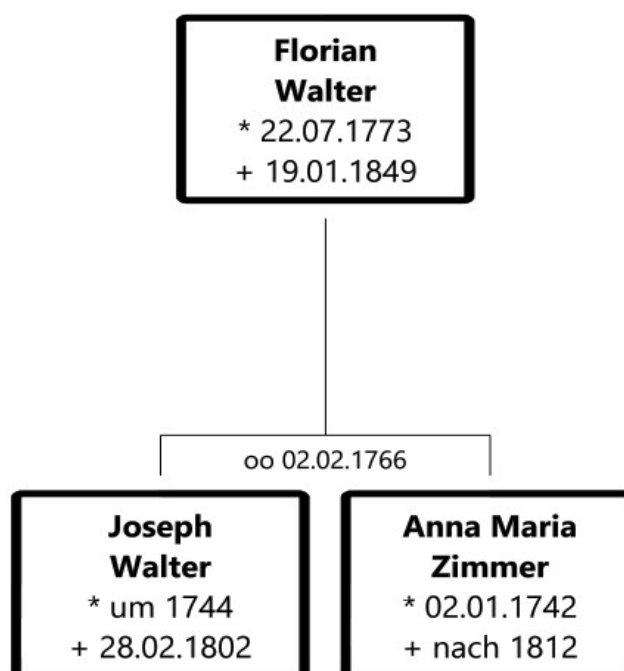 Florian
Walter
* 22.07.1773
+ 19.01.1849
oo 02.02.1766
Joseph
Walter
* um 1744
+ 28.02.1802
Anna Maria
Zimmer
* 02.01.1742
+ nach 1812